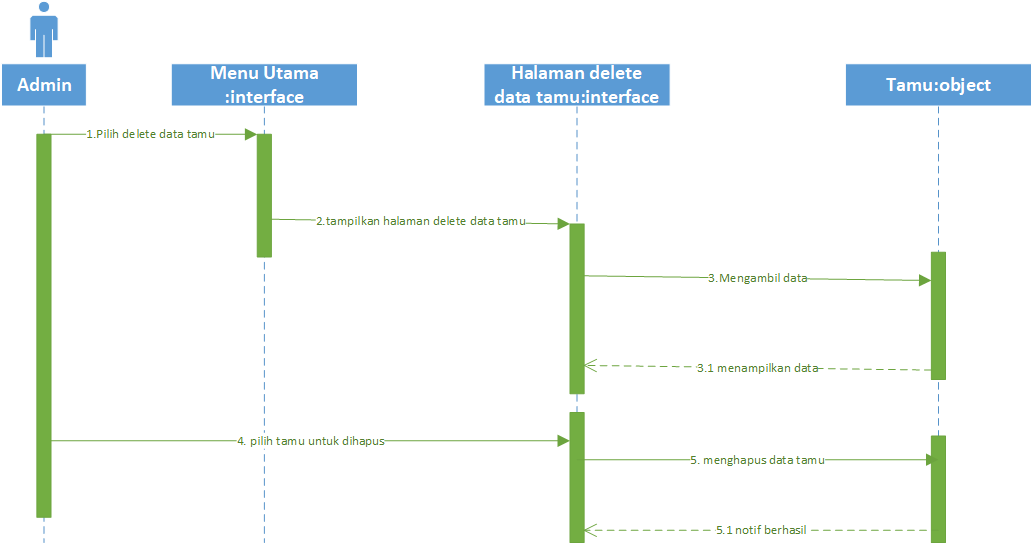 Admin
Menu Utama
:interface
Halaman delete
data tamu:interface
Tamu:object
1.Pilih delete data tamu
2.tampilkan halaman delete data tamu
3.Mengambil data
3.1 menampilkan data
4. pilih tamu untuk dihapus
5. menghapus data tamu
5.1 notif berhasil